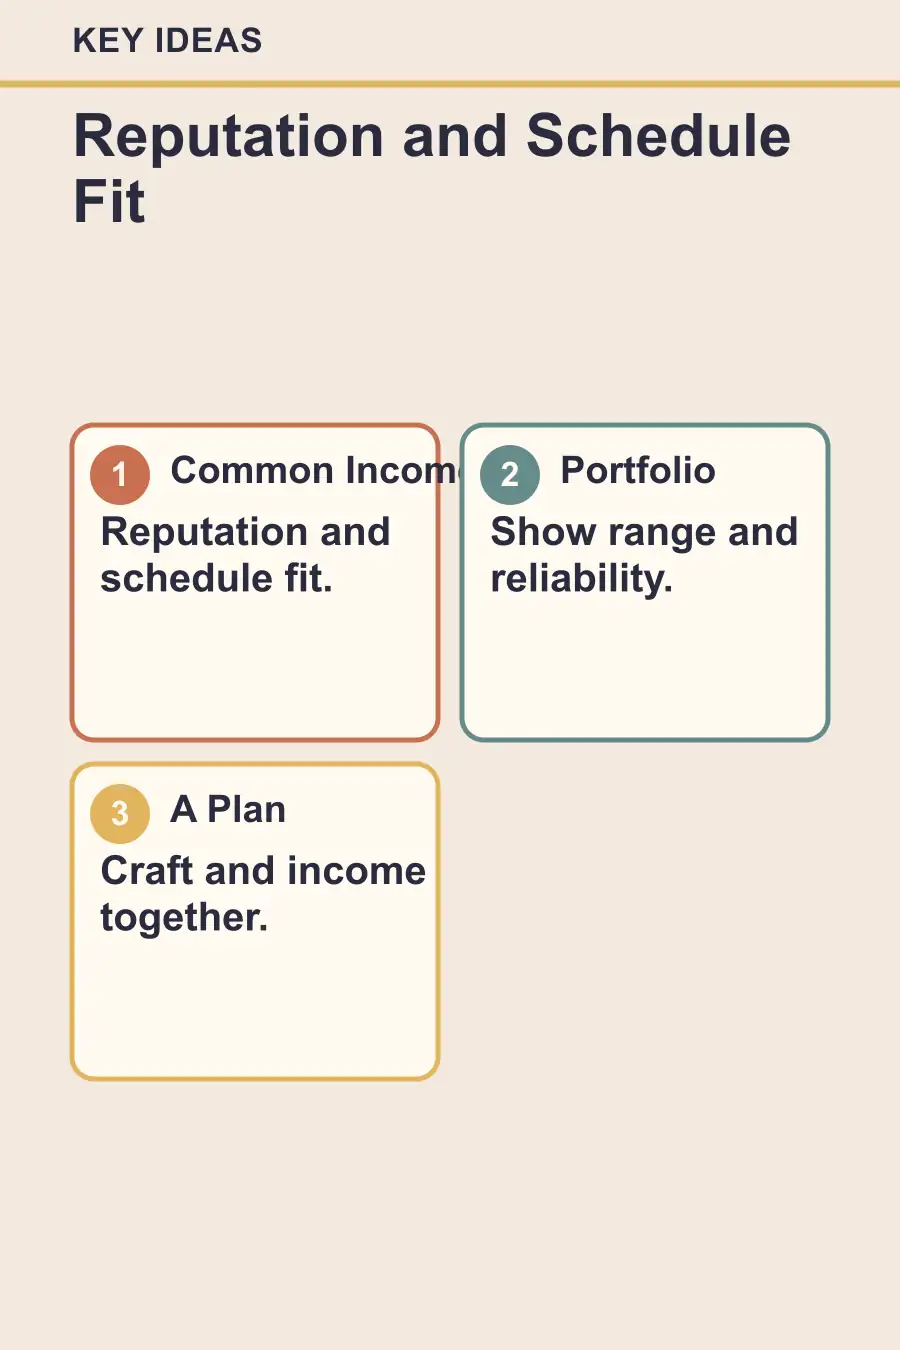 KEY IDEAS
Reputation and Schedule
Fit
1 Common Income
Reputation and
schedule fit.
2 Portfolio
Show range and
reliability.
3 A Plan
Craft and income
together.